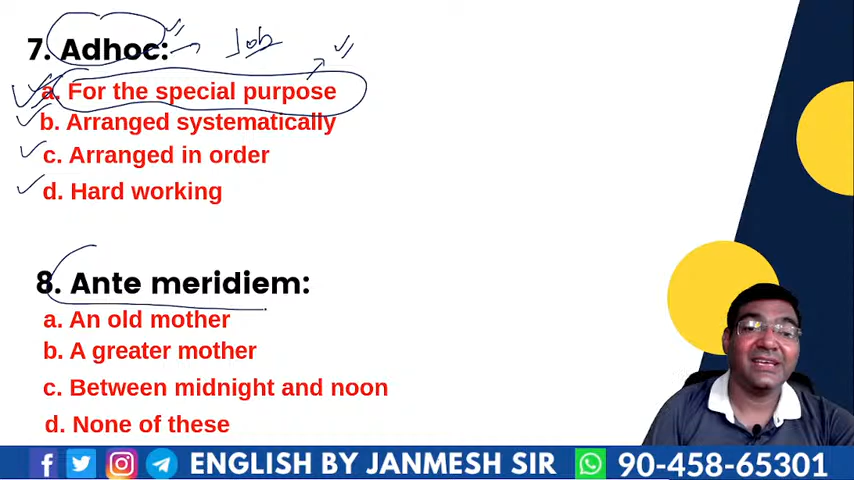 7. Adhoc: Job
a. For the special purpose
b. Arranged systematically
c. Arranged in order
d. Hard working
8. Ante meridiem:
a. An old mother
b. A greater mother
c. Between midnight and noon
d. None of these
f ENGLISH BY JANMESH SIR 90-458-65301